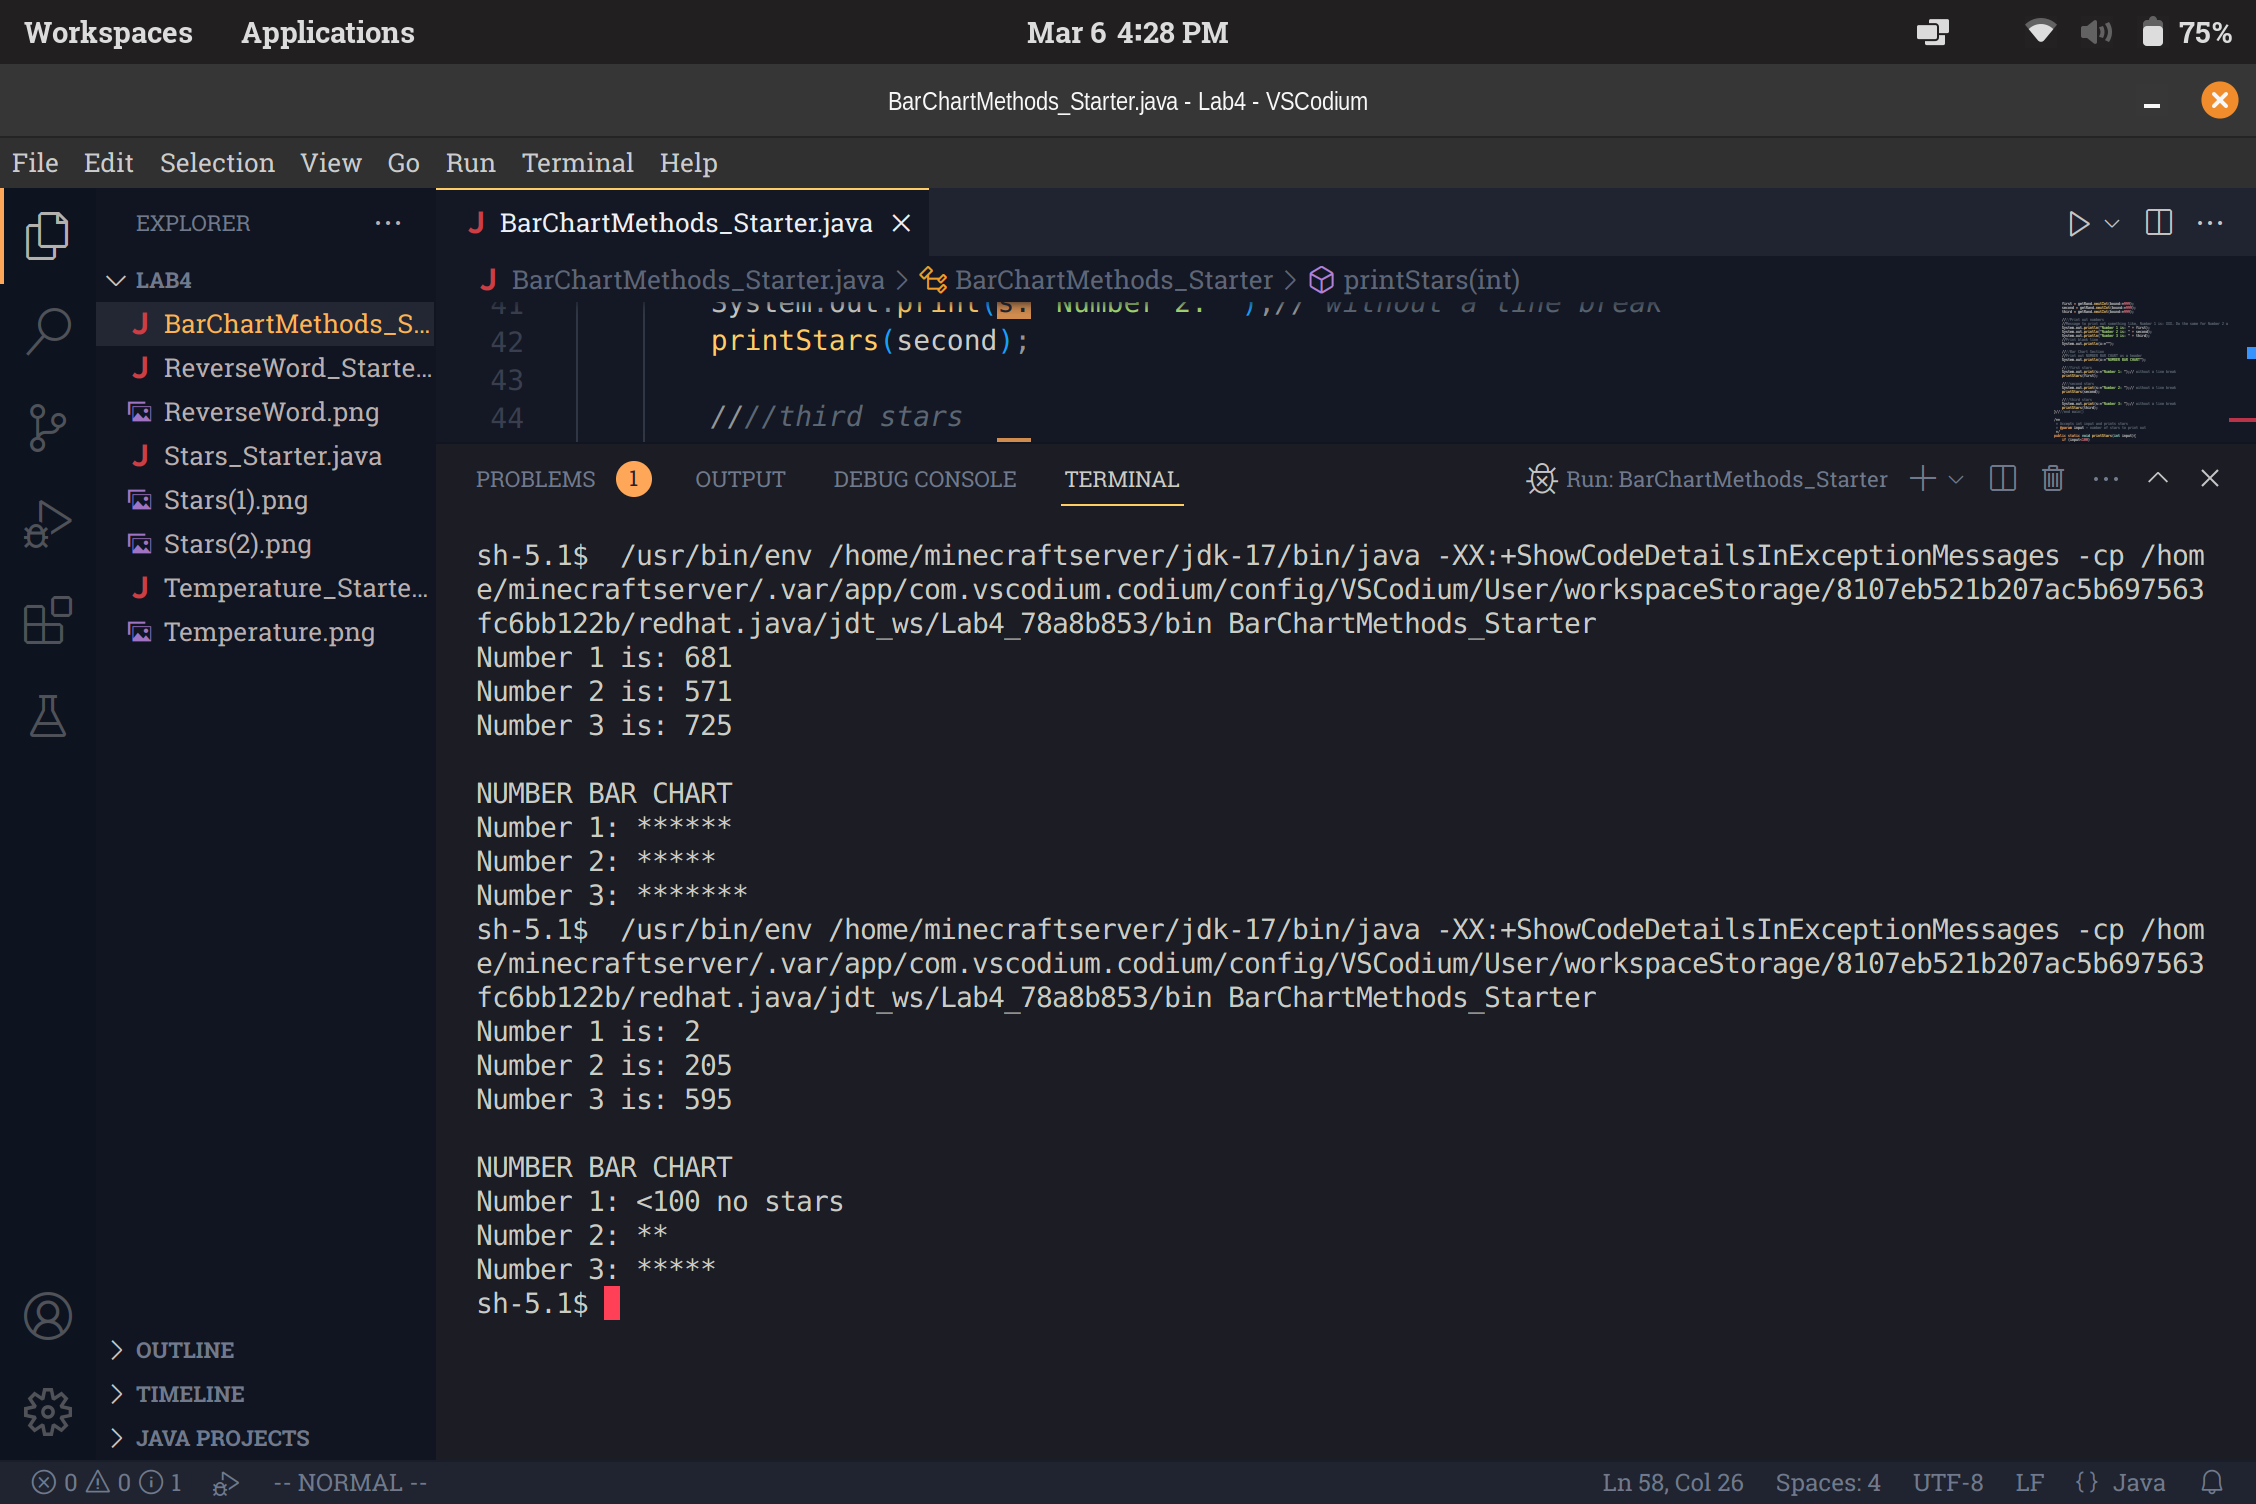 Workspaces Applications Mar 6 4:28 PM 75%
BarChartMethods_Starter.java - Lab4 - VSCodium
File Edit Selection View Go Run Terminal Help
EXPLORER
LAB4
BarChartMethods_S...
ReverseWord_Starte...
ReverseWord.png
Stars_Starter.java
Stars(1).png
Stars(2).png
Temperature_Starte...
Temperature.png
OUTLINE
TIMELINE
JAVA PROJECTS
BarChartMethods_Starter.java
BarChartMethods_Starter.java > BarChartMethods_Starter > printStars(int)
41 System.out.print(s: "Number 2: ");// without a line break
42 printStars(second);
43
44 ////third stars
PROBLEMS 1 OUTPUT DEBUG CONSOLE TERMINAL Run: BarChartMethods_Starter
sh-5.1$  /usr/bin/env /home/minecraftserver/jdk-17/bin/java -XX:+ShowCodeDetailsInExceptionMessages -cp /hom
e/minecraftserver/.var/app/com.vscodium.codium/config/VSCodium/User/workspaceStorage/8107eb521b207ac5b697563
fc6bb122b/redhat.java/jdt_ws/Lab4_78a8b853/bin BarChartMethods_Starter
Number 1 is: 681
Number 2 is: 571
Number 3 is: 725
NUMBER BAR CHART
Number 1: ******
Number 2: *****
Number 3: *******
sh-5.1$  /usr/bin/env /home/minecraftserver/jdk-17/bin/java -XX:+ShowCodeDetailsInExceptionMessages -cp /hom
e/minecraftserver/.var/app/com.vscodium.codium/config/VSCodium/User/workspaceStorage/8107eb521b207ac5b697563
fc6bb122b/redhat.java/jdt_ws/Lab4_78a8b853/bin BarChartMethods_Starter
Number 1 is: 2
Number 2 is: 205
Number 3 is: 595
NUMBER BAR CHART
Number 1: <100 no stars
Number 2: **
Number 3: *****
sh-5.1$
0 0 1 -- NORMAL -- Ln 58, Col 26 Spaces: 4 UTF-8 LF {} Java